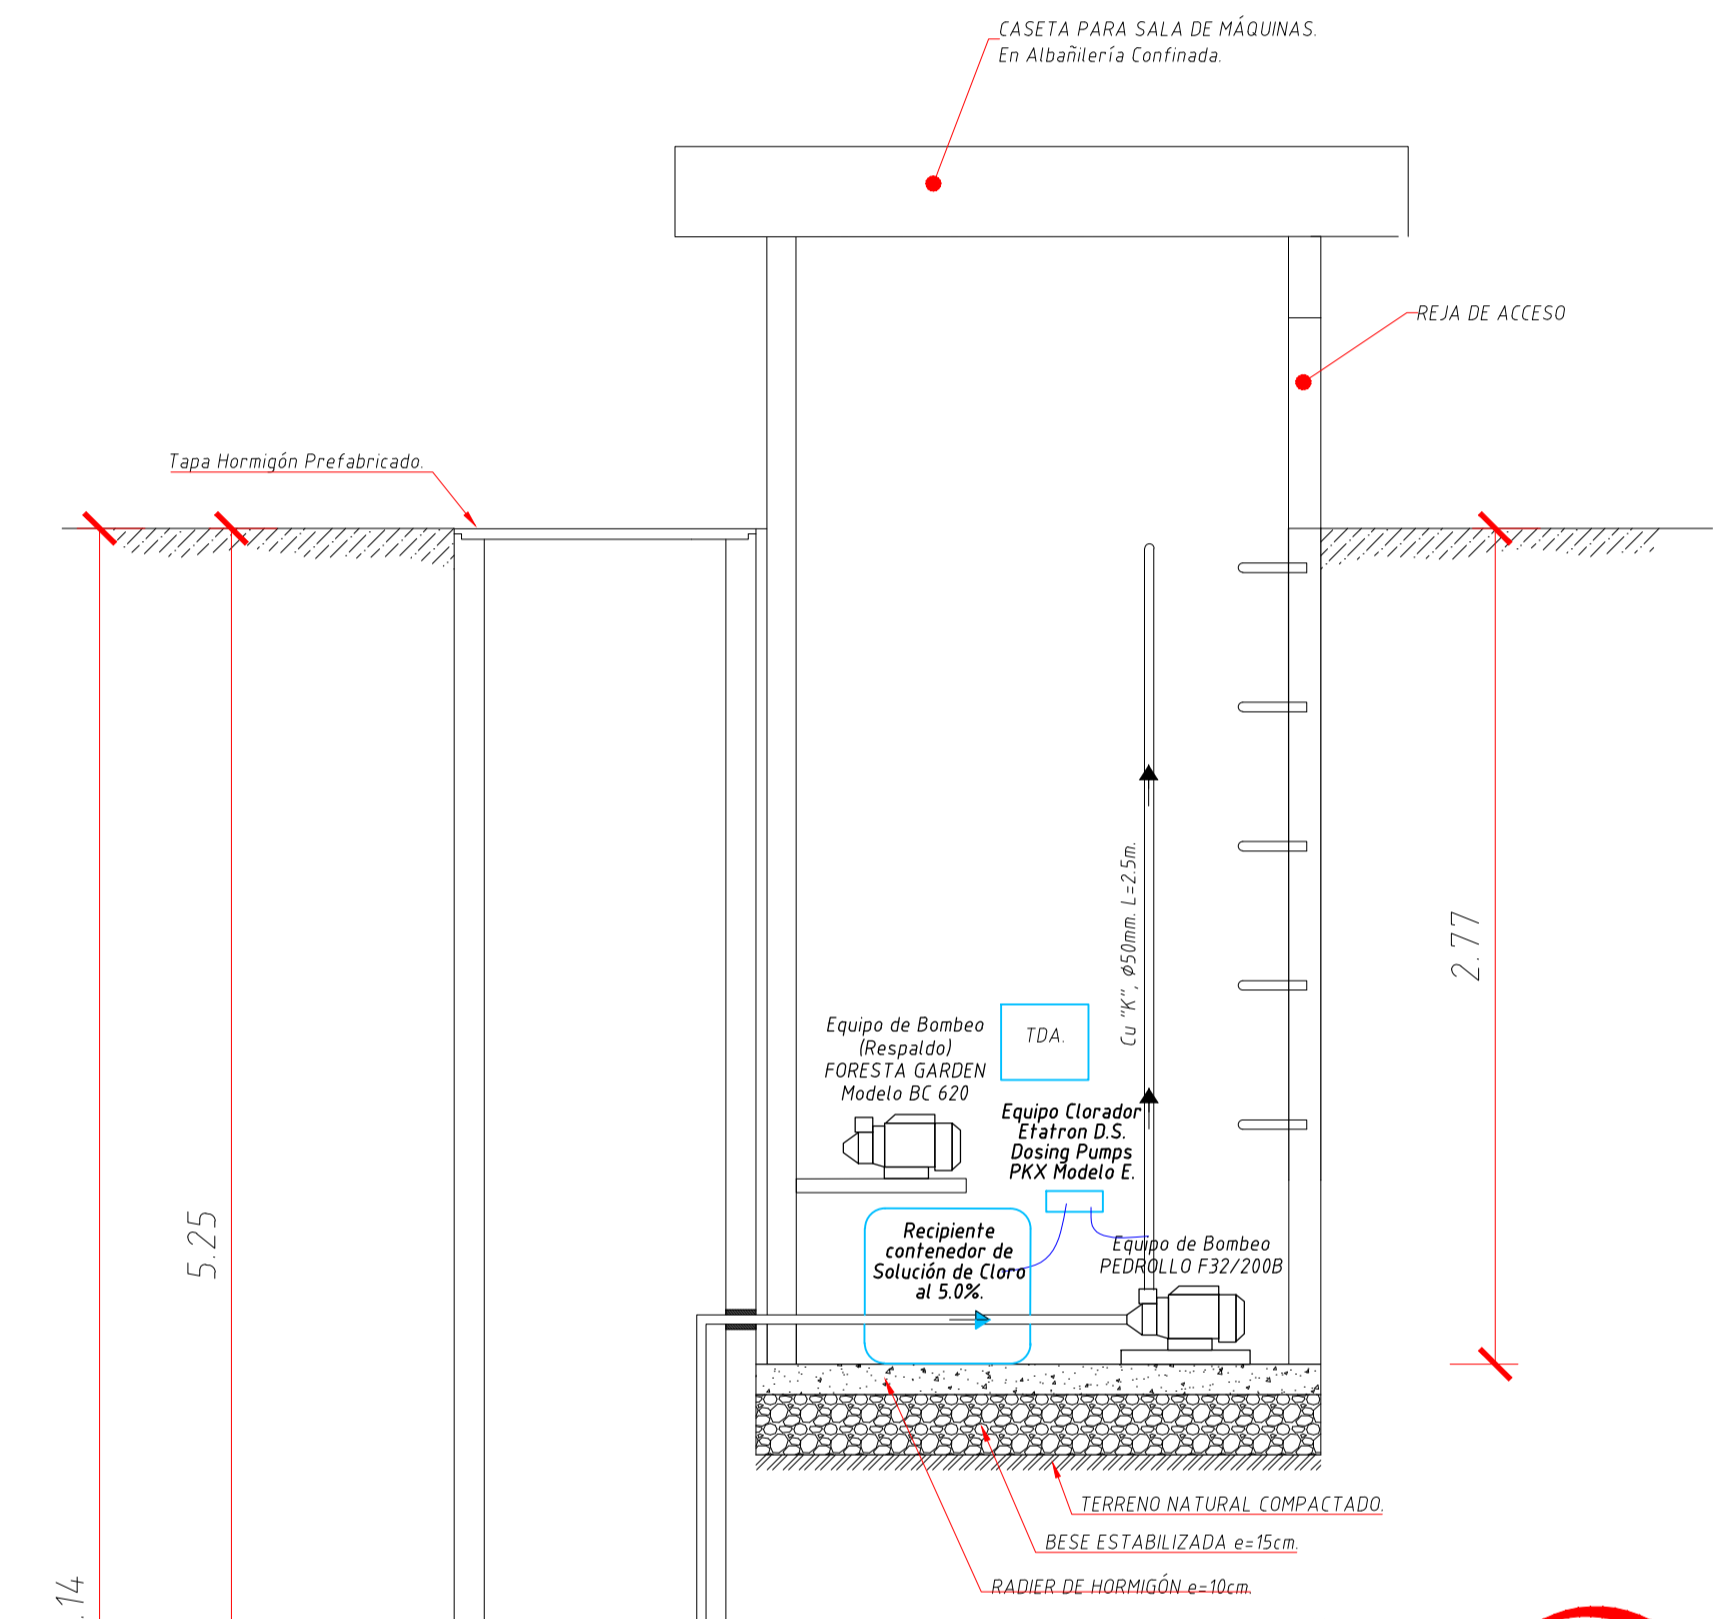 CASETA PARA SALA DE MÁQUINAS.
En Albañilería Confinada.
REJA DE ACCESO
Tapa Hormigón Prefabricado.
Cu "K", Ø50mm. L=2.5m.
2.77
Equipo de Bombeo
(Respaldo)
FORESTA GARDEN
Modelo BC 620
TDA.
Equipo Clorador
Etatron D.S.
Dosing Pumps
PKX Modelo E.
5.25
Recipiente
contenedor de
Solución de Cloro
al 5.0%.
Equipo de Bombeo
PEDROLLO F32/200B
TERRENO NATURAL COMPACTADO.
BESE ESTABILIZADA e=15cm.
RADIER DE HORMIGÓN e=10cm.
.14